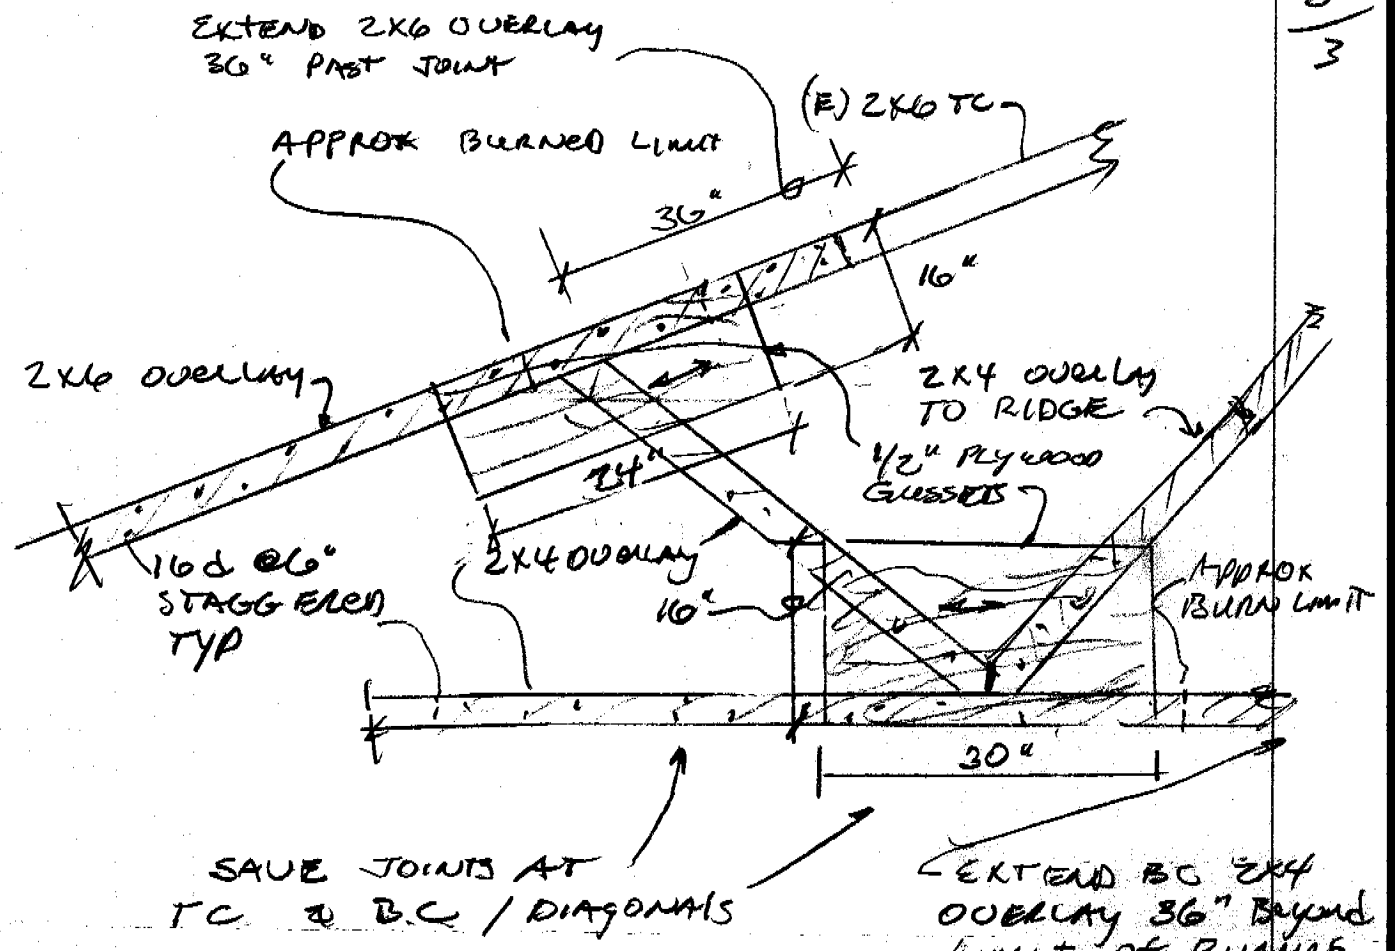 EXTEND 2X6 OVERLAY
36" PAST JOINT
3
(E) 2X6 TC
APPROX BURNED LIMIT
36"
16"
2X6 OVERLAY
2X4 OVERLAY
TO RIDGE
1/2" PLYWOOD
GUSSETS
24"
16d @6"
STAGGERED
TYP
2X4 OVERLAY
16"
APPROX
BURN LIMIT
30"
SAVE JOINTS AT
TC & B.C / DIAGONALS
EXTEND BC 2X4
OVERLAY 36" Beyond